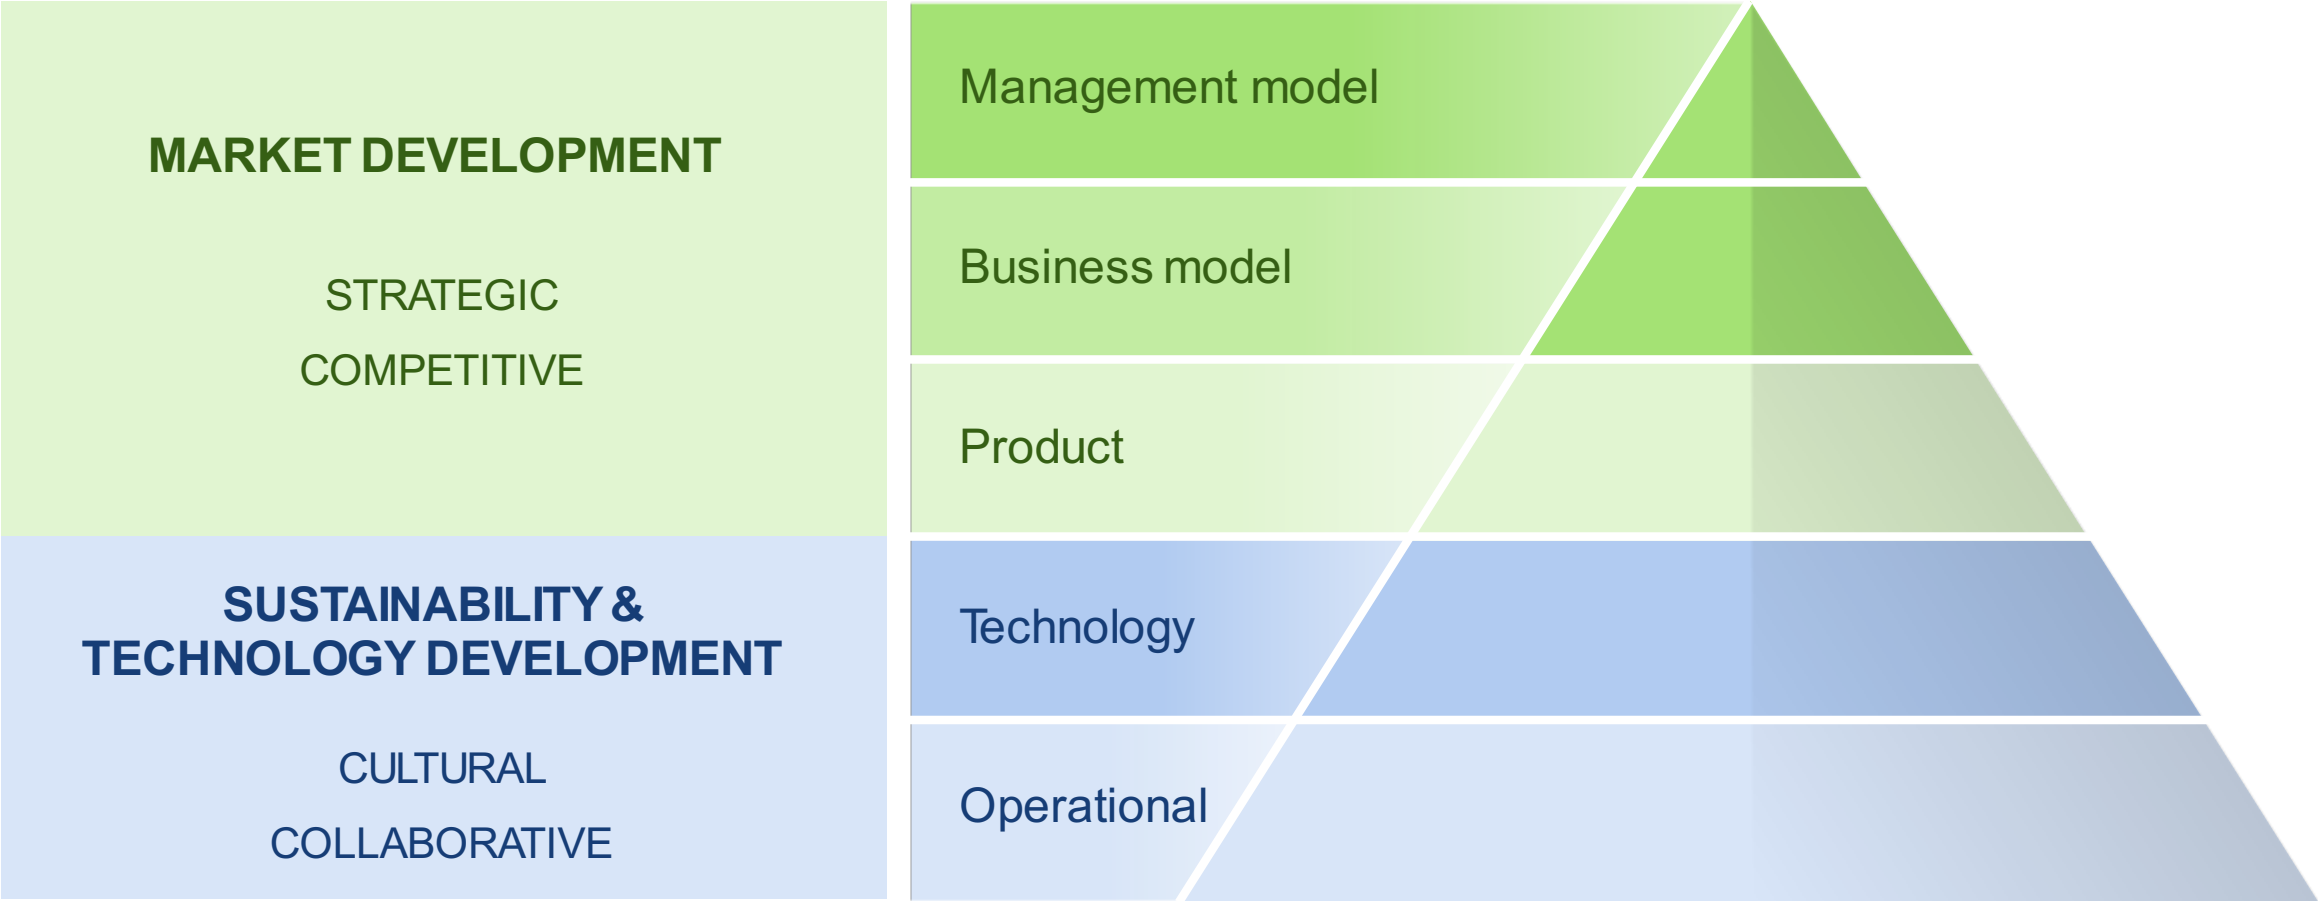 MARKET DEVELOPMENT
STRATEGIC
COMPETITIVE
SUSTAINABILITY &
TECHNOLOGY DEVELOPMENT
CULTURAL
COLLABORATIVE
Management model
Business model
Product
Technology
Operational